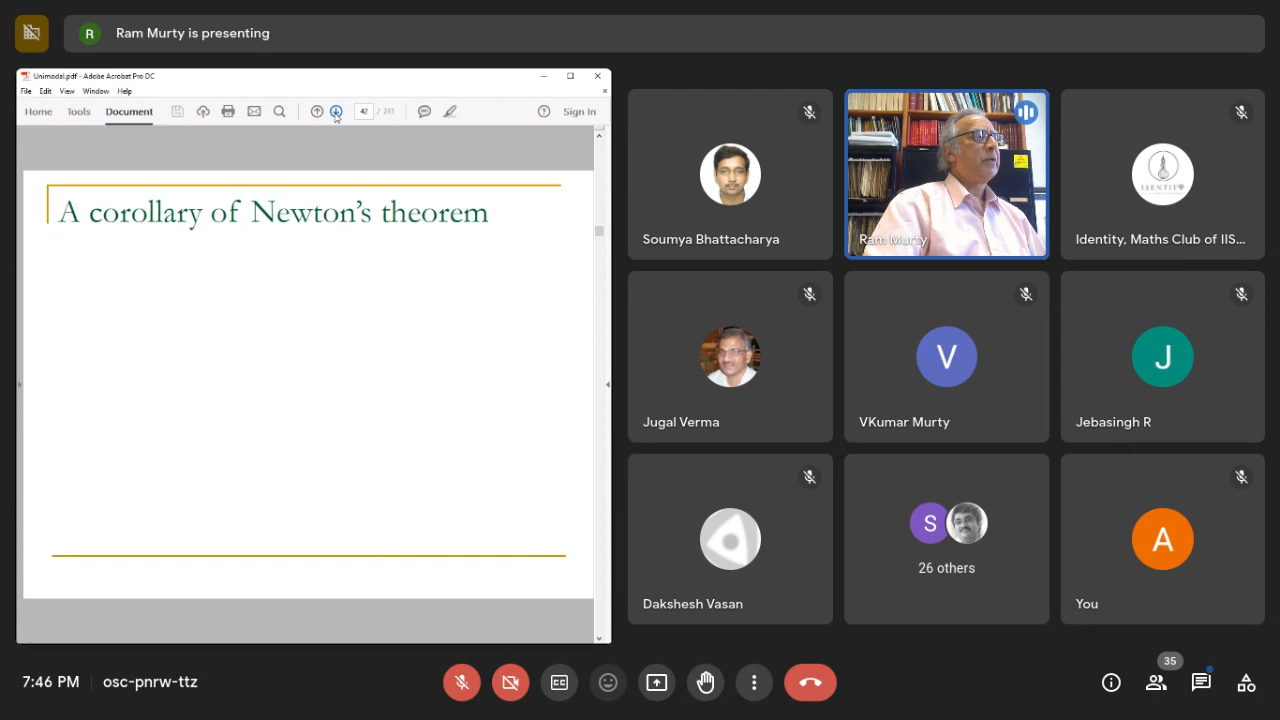 R
Ram Murty is presenting
Unimodal.pdf - Adobe Acrobat Pro DC
File Edit View Window Help
Home Tools Document 42 / 231 Sign In
A corollary of Newton's theorem
Soumya Bhattacharya
Ram Murty
Identity, Maths Club of IIS...
Jugal Verma
V
VKumar Murty
J
Jebasingh R
Dakshesh Vasan
S
26 others
A
You
7:46 PM osc-pnrw-ttz
35